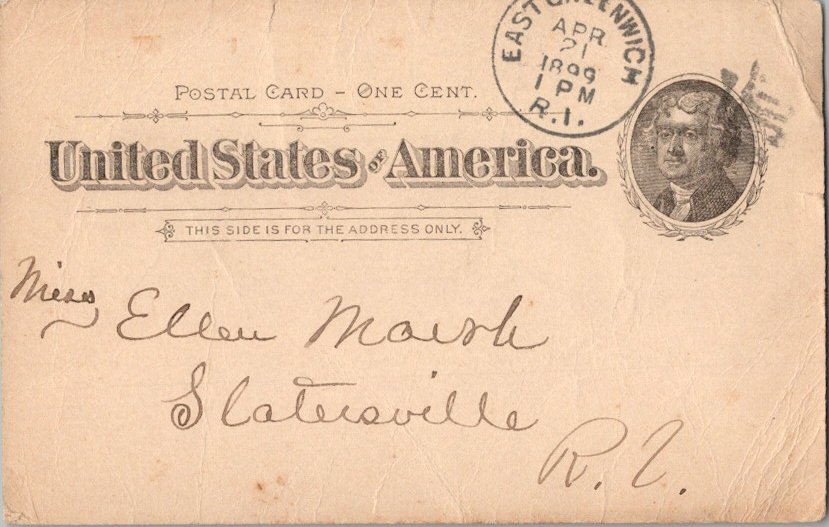 EAST GREENWICH
APR
21
1899
1 PM
R.I.
POSTAL CARD – ONE CENT.
United States of America.
THIS SIDE IS FOR THE ADDRESS ONLY.
Miss Ellen
Slatersville
R. I.